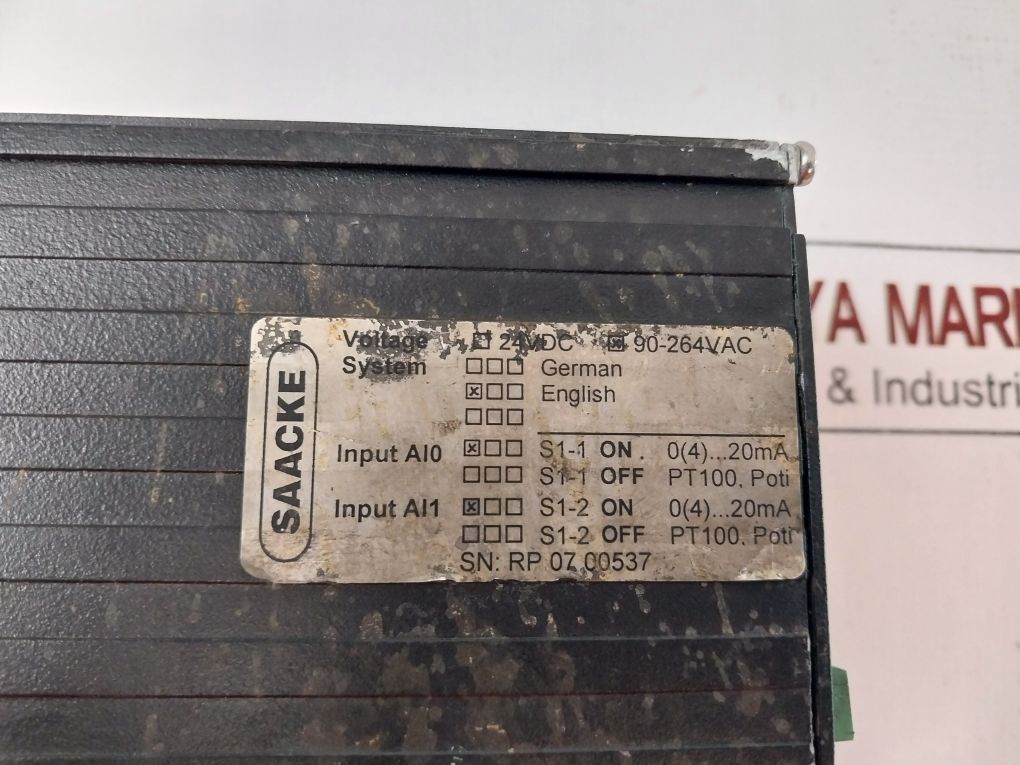 SAACKE
Voltage ☐ 24VDC ☒ 90-264VAC
System ☐☐☐ German
☒☐☐ English
☐☐☐
Input AI0 ☒☐☐ S1-1 ON . 0(4)...20mA
☐☐☐ S1-1 OFF PT100, Poti
Input AI1 ☒☐☐ S1-2 ON 0(4)...20mA
☐☐☐ S1-2 OFF PT100, Poti
SN: RP 07 00537
YA MARI
& Industri